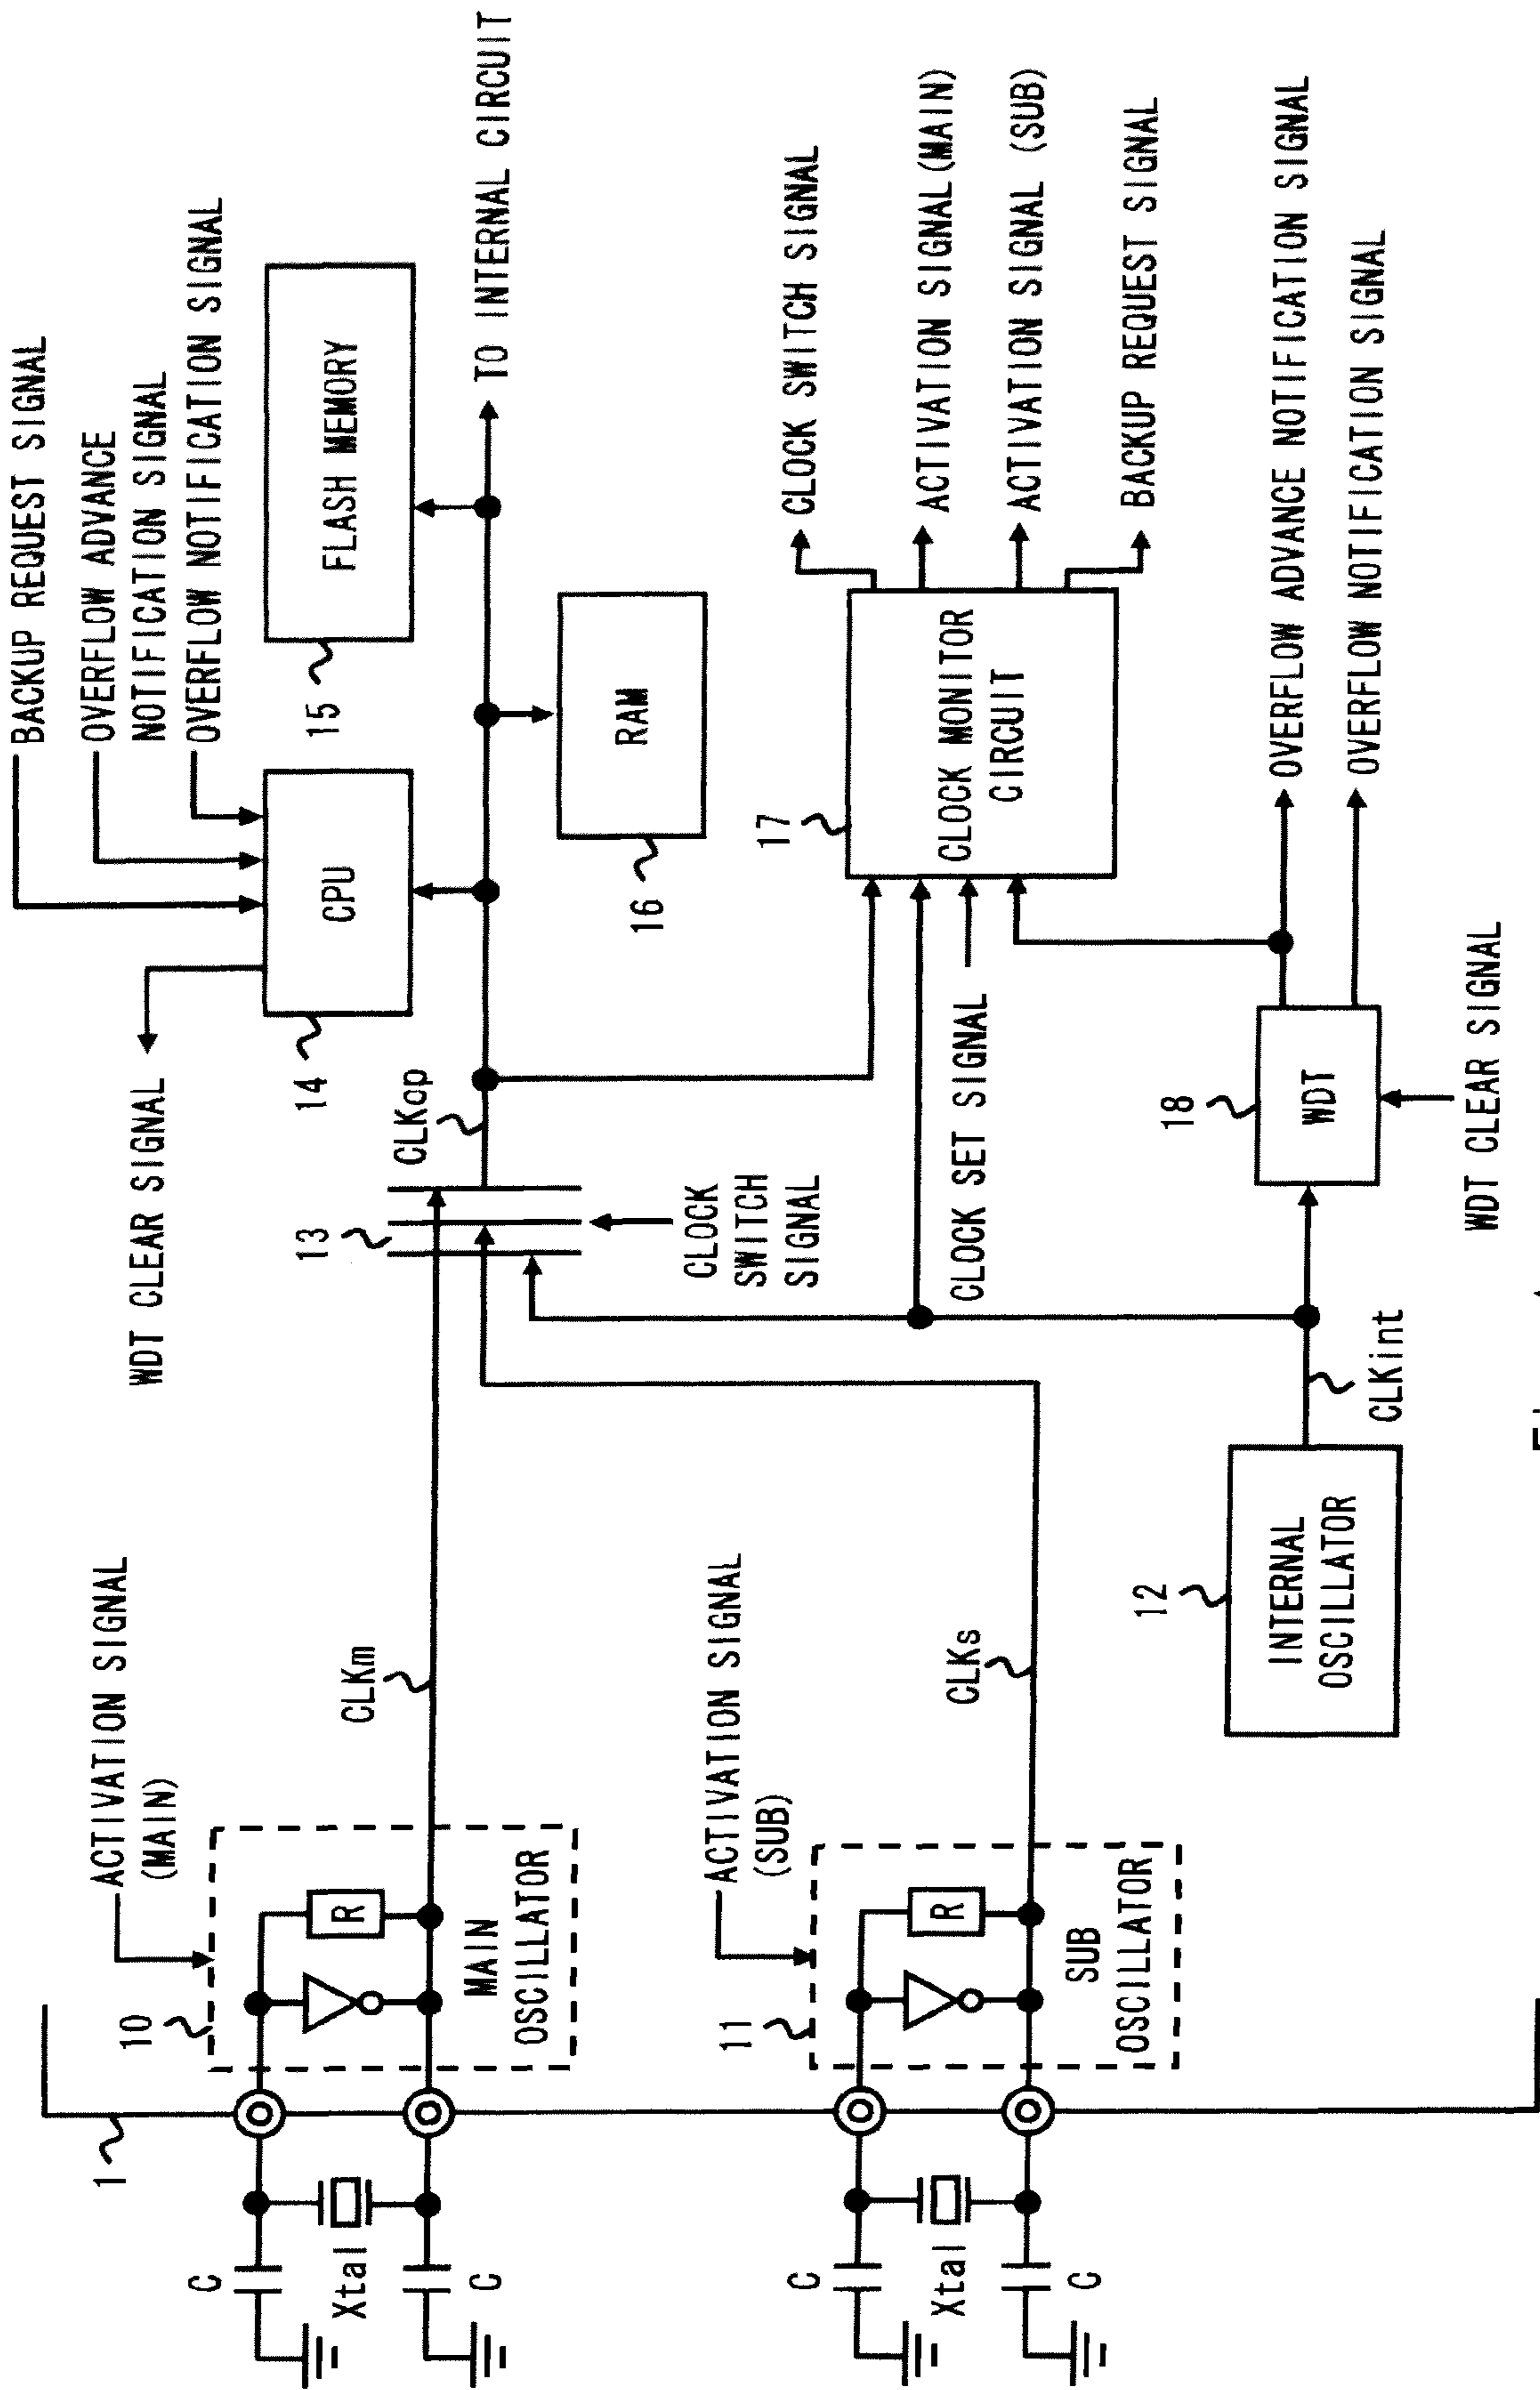 BACKUP REQUEST SIGNAL
OVERFLOW ADVANCE
NOTIFICATION SIGNAL
OVERFLOW NOTIFICATION SIGNAL
WDT CLEAR SIGNAL
ACTIVATION SIGNAL
(MAIN)
1
10
C
Xtal
C
R
MAIN
OSCILLATOR
CLKm
13
CLKop
CLOCK
SWITCH
SIGNAL
14
CPU
15
FLASH MEMORY
16
RAM
TO INTERNAL CIRCUIT
ACTIVATION SIGNAL
(SUB)
11
C
Xtal
C
R
SUB
OSCILLATOR
CLKs
CLOCK SET SIGNAL
17
CLOCK MONITOR
CIRCUIT
CLOCK SWITCH SIGNAL
ACTIVATION SIGNAL(MAIN)
ACTIVATION SIGNAL (SUB)
BACKUP REQUEST SIGNAL
12
INTERNAL
OSCILLATOR
CLKint
18
WDT
WDT CLEAR SIGNAL
OVERFLOW ADVANCE NOTIFICATION SIGNAL
OVERFLOW NOTIFICATION SIGNAL